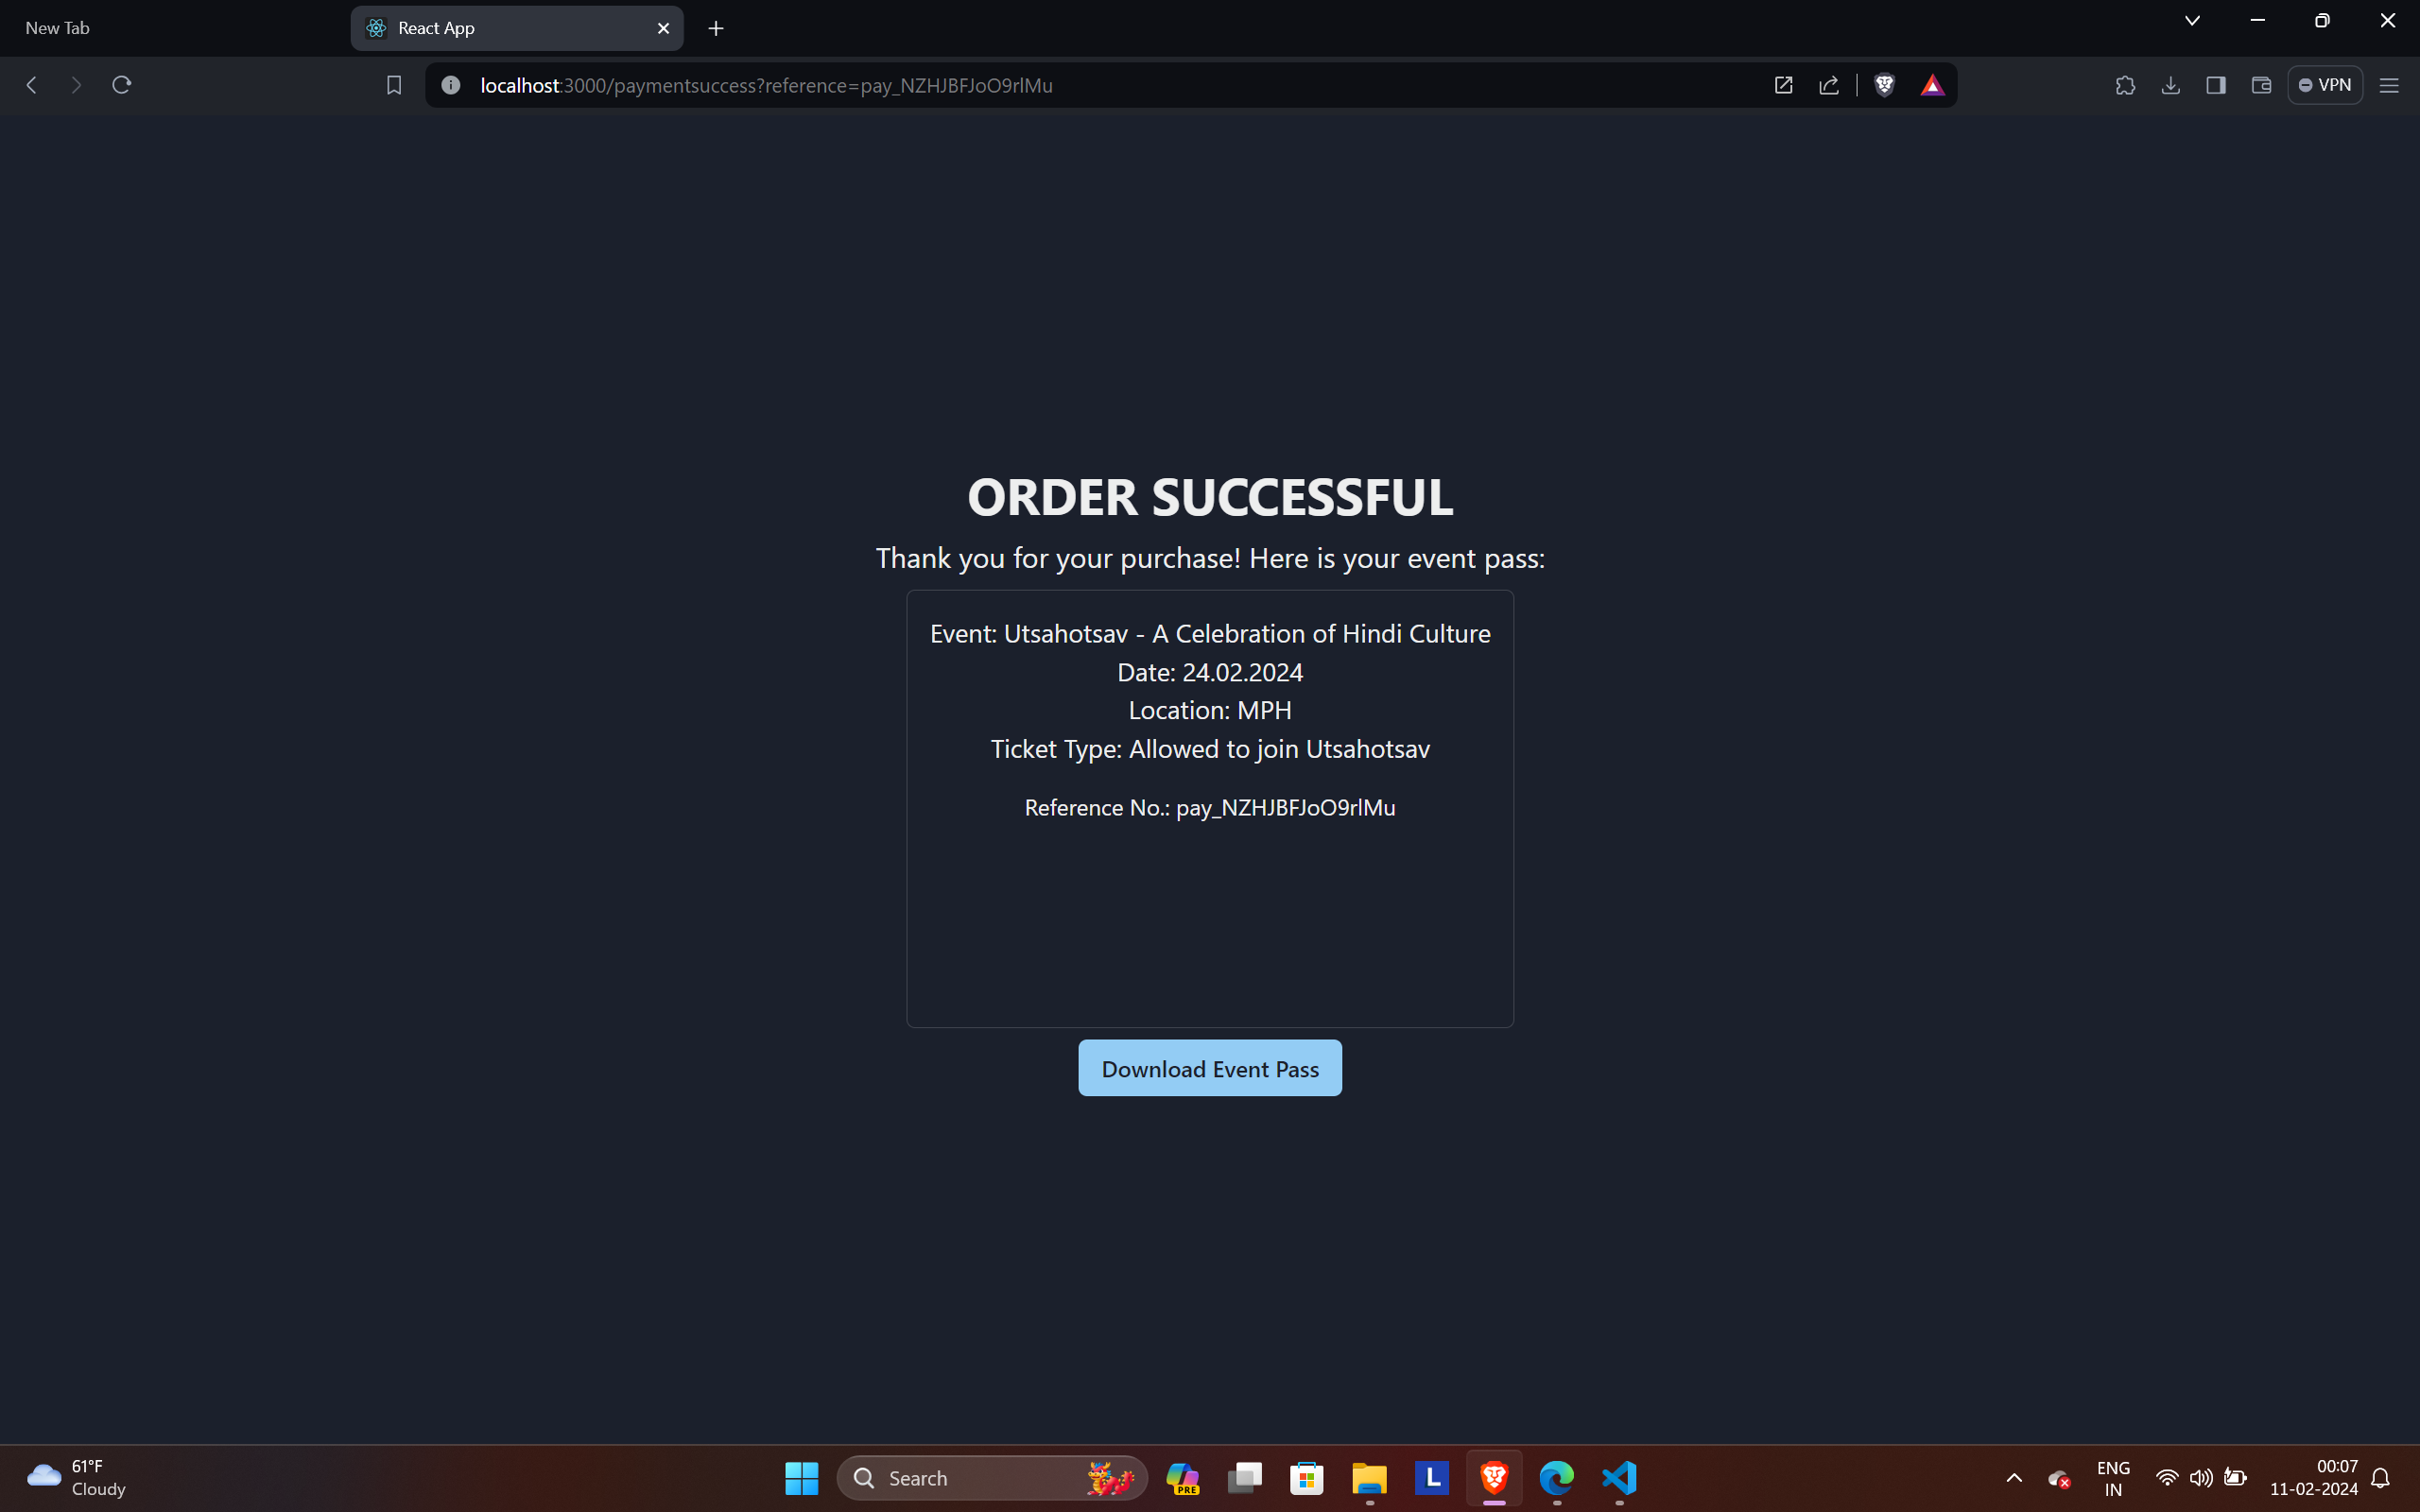 New Tab
React App
localhost:3000/paymentsuccess?reference=pay_NZHJBFJoO9rlMu
VPN
ORDER SUCCESSFUL
Thank you for your purchase! Here is your event pass:
Event: Utsahotsav - A Celebration of Hindi Culture
Date: 24.02.2024
Location: MPH
Ticket Type: Allowed to join Utsahotsav
Reference No.: pay_NZHJBFJoO9rlMu
Download Event Pass
61°F
Cloudy
Search
PRE
L
ENG
IN
00:07
11-02-2024